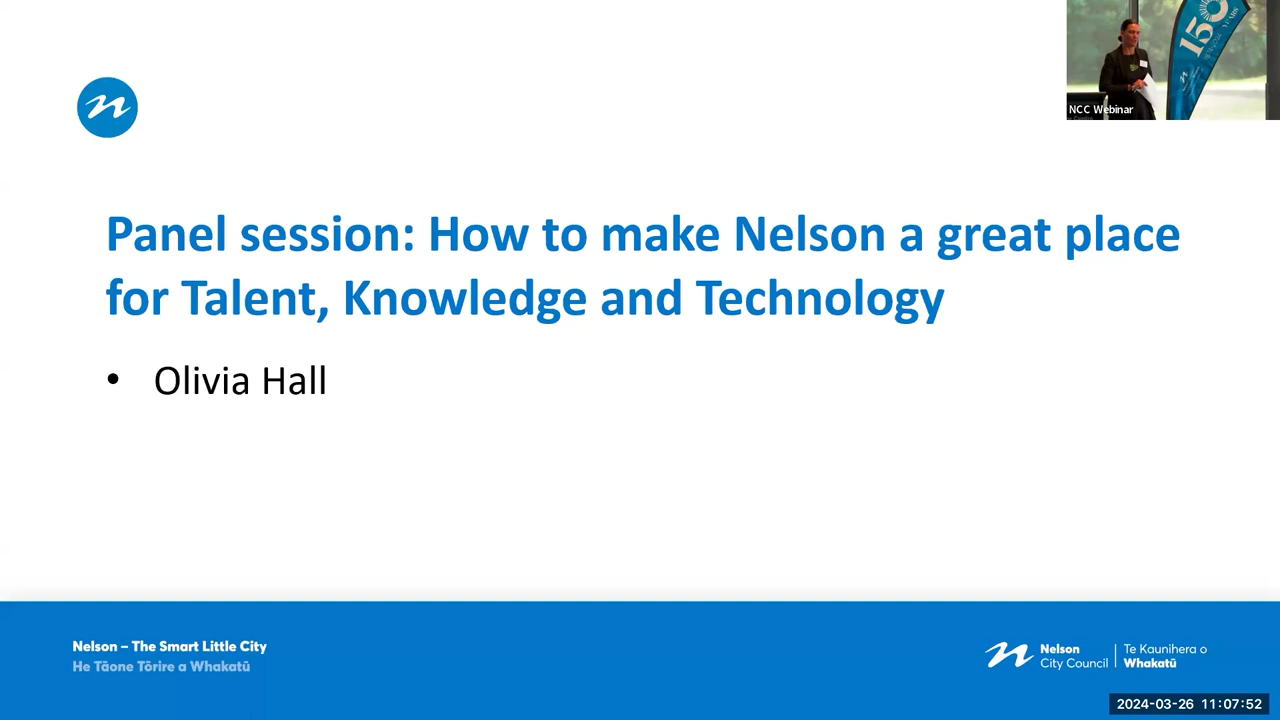 150
YEARS
NCC Webinar
Panel session: How to make Nelson a great place
for Talent, Knowledge and Technology
• Olivia Hall
Nelson – The Smart Little City
He Tāone Tōrire a Whakatū
Nelson
City Council
Te Kaunihera o
Whakatū
2024-03-26 11:07:52